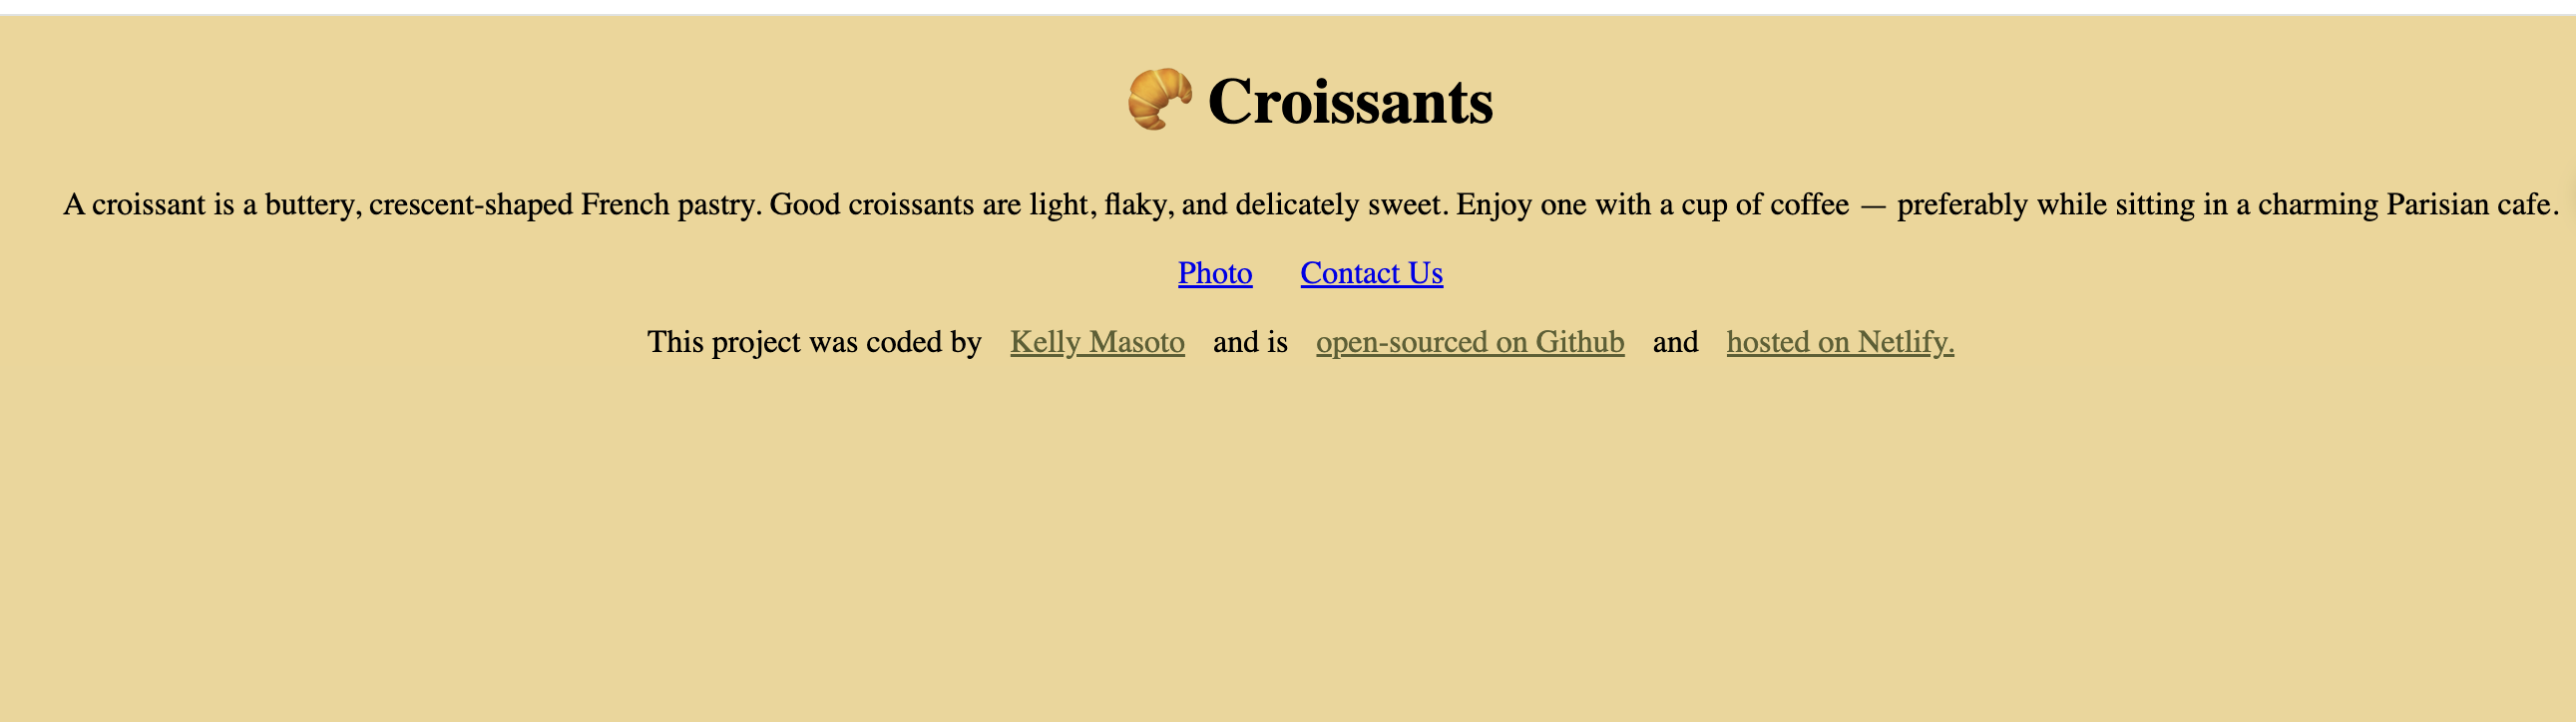 🥐 Croissants
A croissant is a buttery, crescent-shaped French pastry. Good croissants are light, flaky, and delicately sweet. Enjoy one with a cup of coffee — preferably while sitting in a charming Parisian cafe.
Photo Contact Us
This project was coded by Kelly Masoto and is open-sourced on Github and hosted on Netlify.